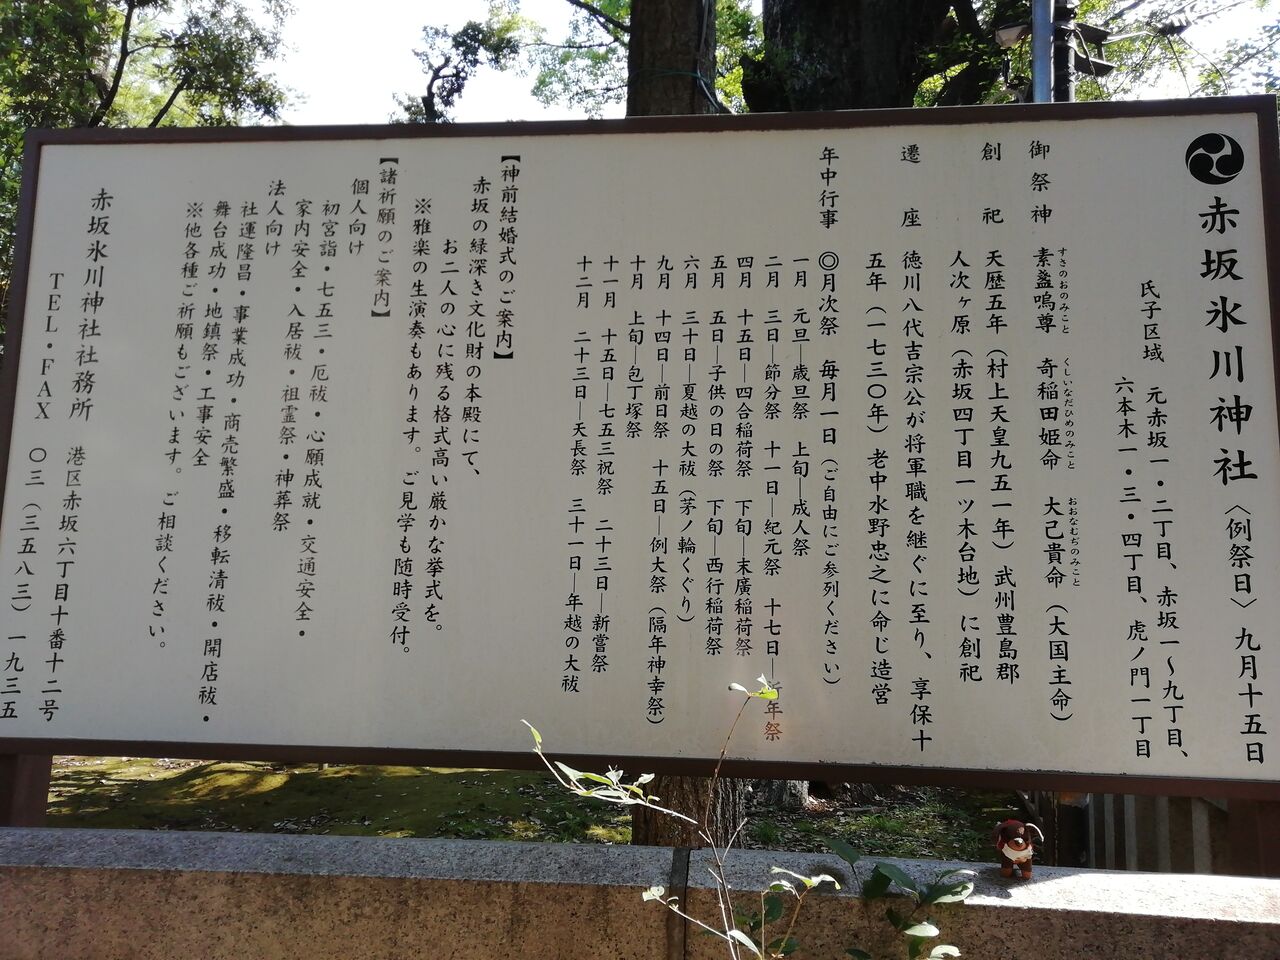 赤坂氷川神社 〈例祭日〉 九月十五日
氏子区域 元赤坂一・二丁目、赤坂一～九丁目、
六本木一・三・四丁目、虎ノ門一丁目
御祭神 素盞嗚尊 奇稲田姫命 大己貴命(大国主命)
すさのおのみこと くしいなだひめのみこと おおなむぢのみこと
創祀 天歴五年(村上天皇九五一年)武州豊島郡
人次ヶ原(赤坂四丁目一ツ木台地)に創祀
遷座 徳川八代吉宗公が将軍職を継ぐに至り、享保十
五年(一七三〇年)老中水野忠之に命じ造営
年中行事 ◎月次祭 毎月一日(ご自由にご参列ください)
一月 元旦―歳旦祭 上旬―成人祭
二月 三日―節分祭 十一日―紀元祭 十七日―祈年祭
四月 十五日―四合稲荷祭 下旬―末廣稲荷祭
五月 五日―子供の日の祭 下旬―西行稲荷祭
六月 三十日―夏越の大祓(茅ノ輪くぐり)
九月 十四日―前日祭 十五日―例大祭(隔年神幸祭)
十月 上旬―包丁塚祭
十一月 十五日―七五三祝祭 二十三日―新嘗祭
十二月 二十三日―天長祭 三十一日―年越の大祓
【神前結婚式のご案内】
赤坂の緑深き文化財の本殿にて、
お二人の心に残る格式高い厳かな挙式を。
※雅楽の生演奏もあります。ご見学も随時受付。
【諸祈願のご案内】
個人向け
初宮詣・七五三・厄祓・心願成就・交通安全・
家内安全・入居祓・祖霊祭・神葬祭
法人向け
社運隆昌・事業成功・商売繁盛・移転清祓・開店祓・
舞台成功・地鎮祭・工事安全
※他各種ご祈願もございます。ご相談ください。
赤坂氷川神社社務所 港区赤坂六丁目十番十二号
TEL・FAX 〇三(三五八三)一九三五